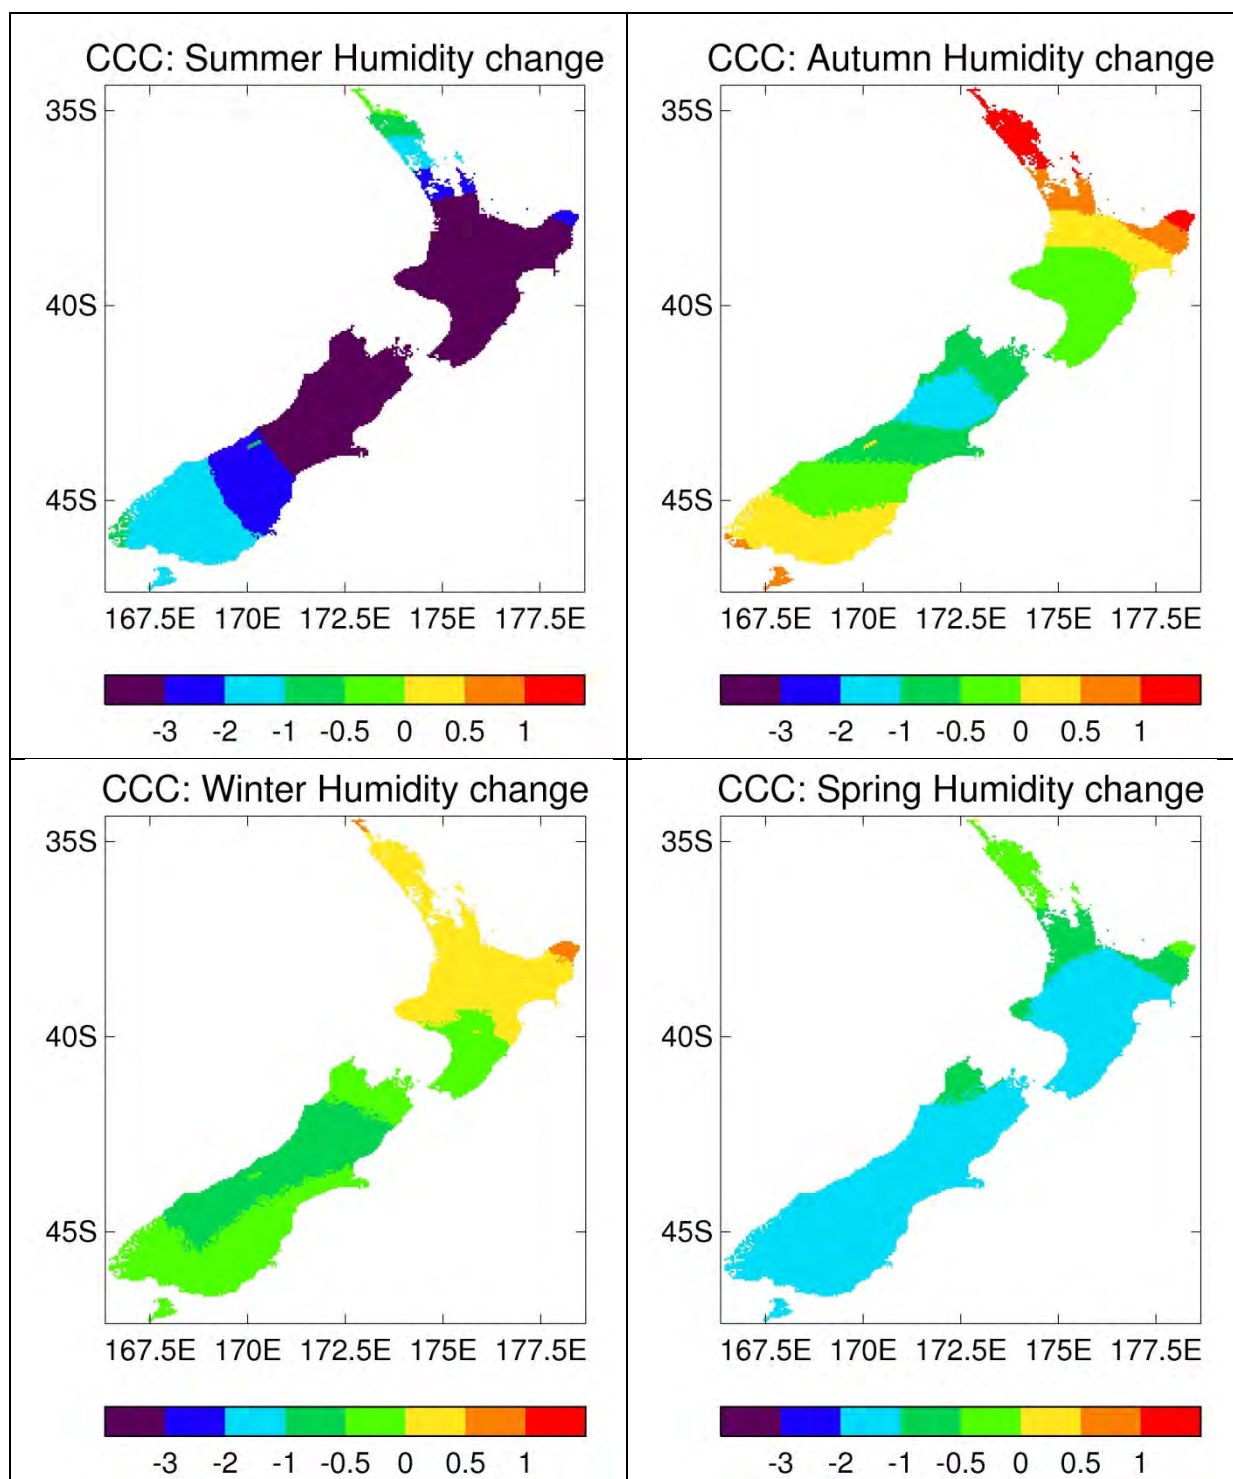 CCC: Summer Humidity change
35S
40S
45S
167.5E 170E 172.5E 175E 177.5E
-3 -2 -1 -0.5 0 0.5 1
CCC: Autumn Humidity change
35S
40S
45S
167.5E 170E 172.5E 175E 177.5E
-3 -2 -1 -0.5 0 0.5 1
CCC: Winter Humidity change
35S
40S
45S
167.5E 170E 172.5E 175E 177.5E
-3 -2 -1 -0.5 0 0.5 1
CCC: Spring Humidity change
35S
40S
45S
167.5E 170E 172.5E 175E 177.5E
-3 -2 -1 -0.5 0 0.5 1